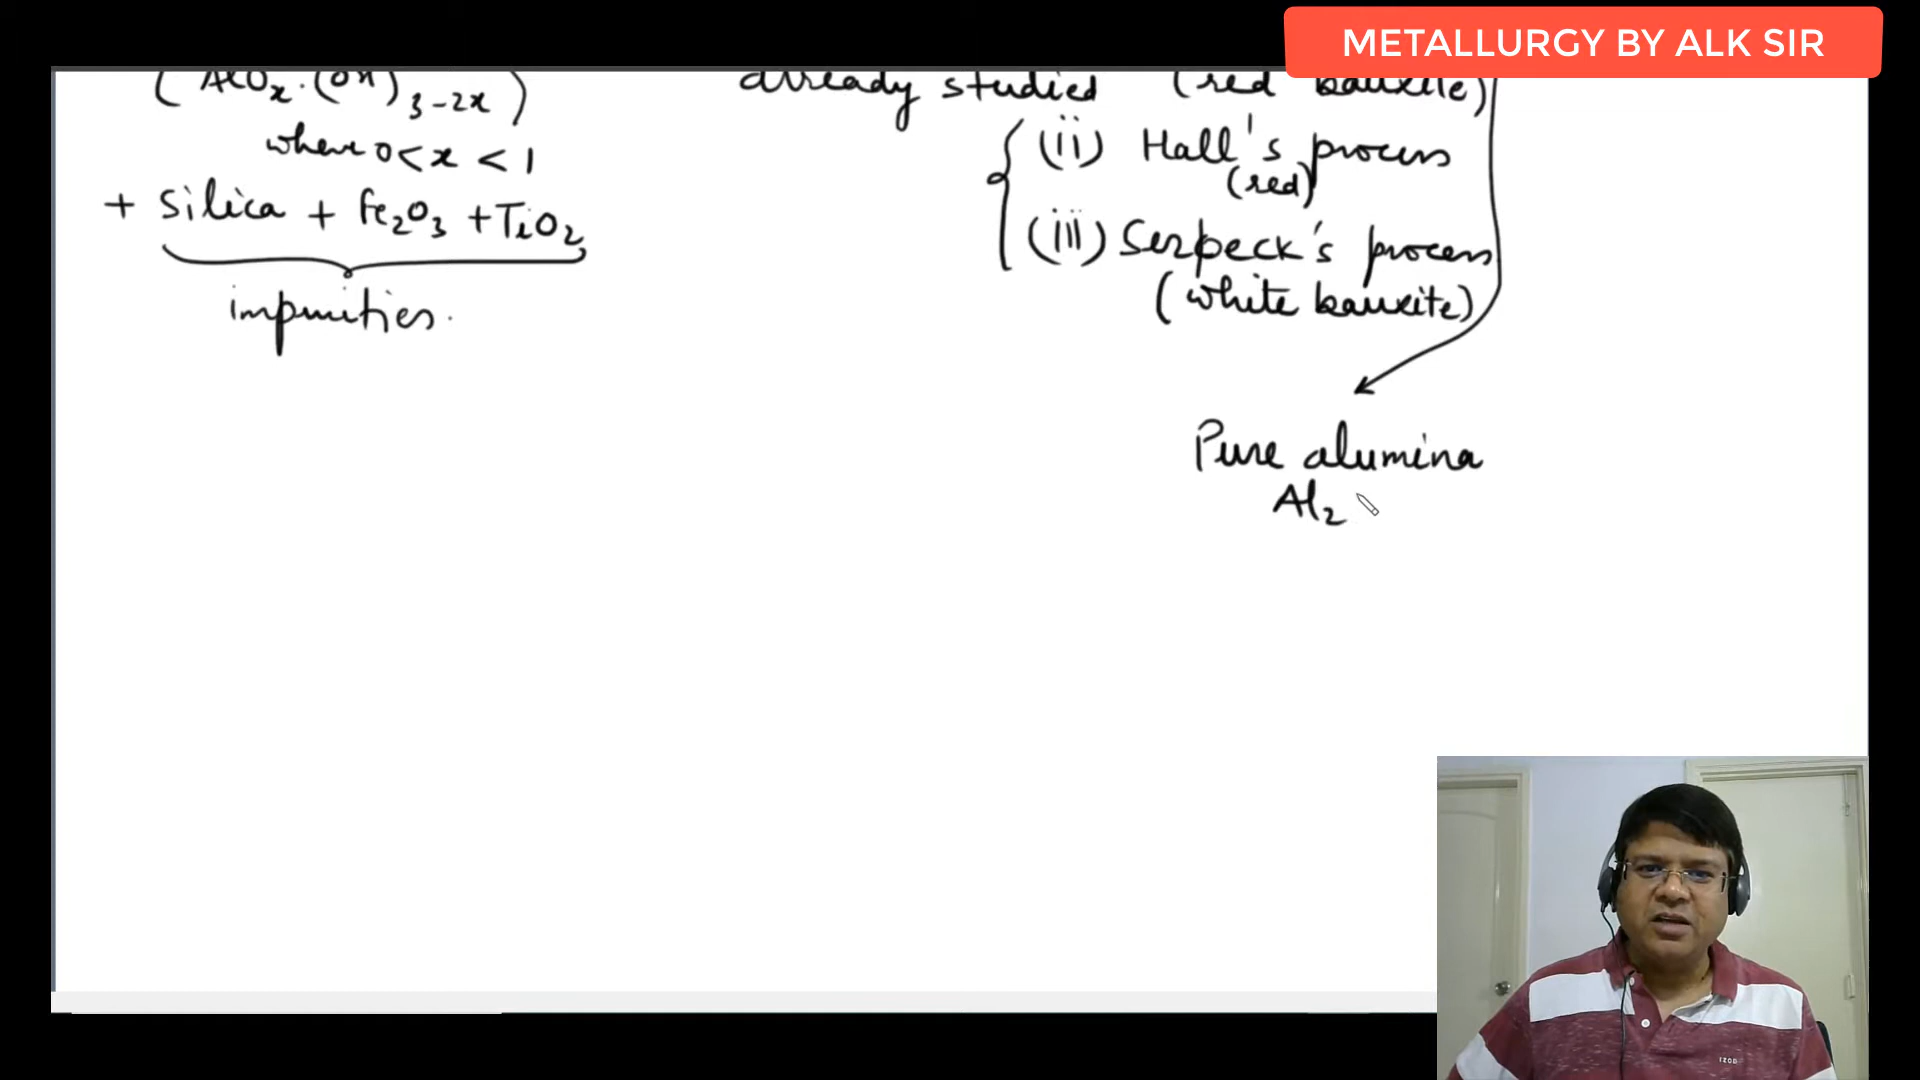 METALLURGY BY ALK SIR
(AlOx.(OH)3-2x)
where 0<x<1
+ Silica + Fe2O3 + TiO2
impurities.
already studied (red bauxite)
(ii) Hall's process
(red)
(iii) Serpeck's process
(white bauxite)
Pure alumina
Al2
IZOD